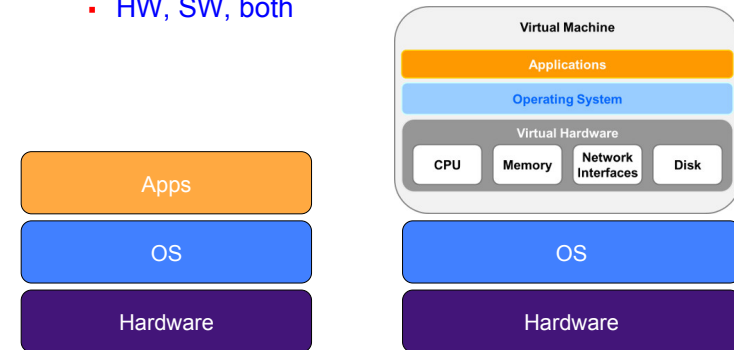 ▪ HW, SW, both
Apps
OS
Hardware
Virtual Machine
Applications
Operating System
Virtual Hardware
CPU
Memory
Network
Interfaces
Disk
OS
Hardware